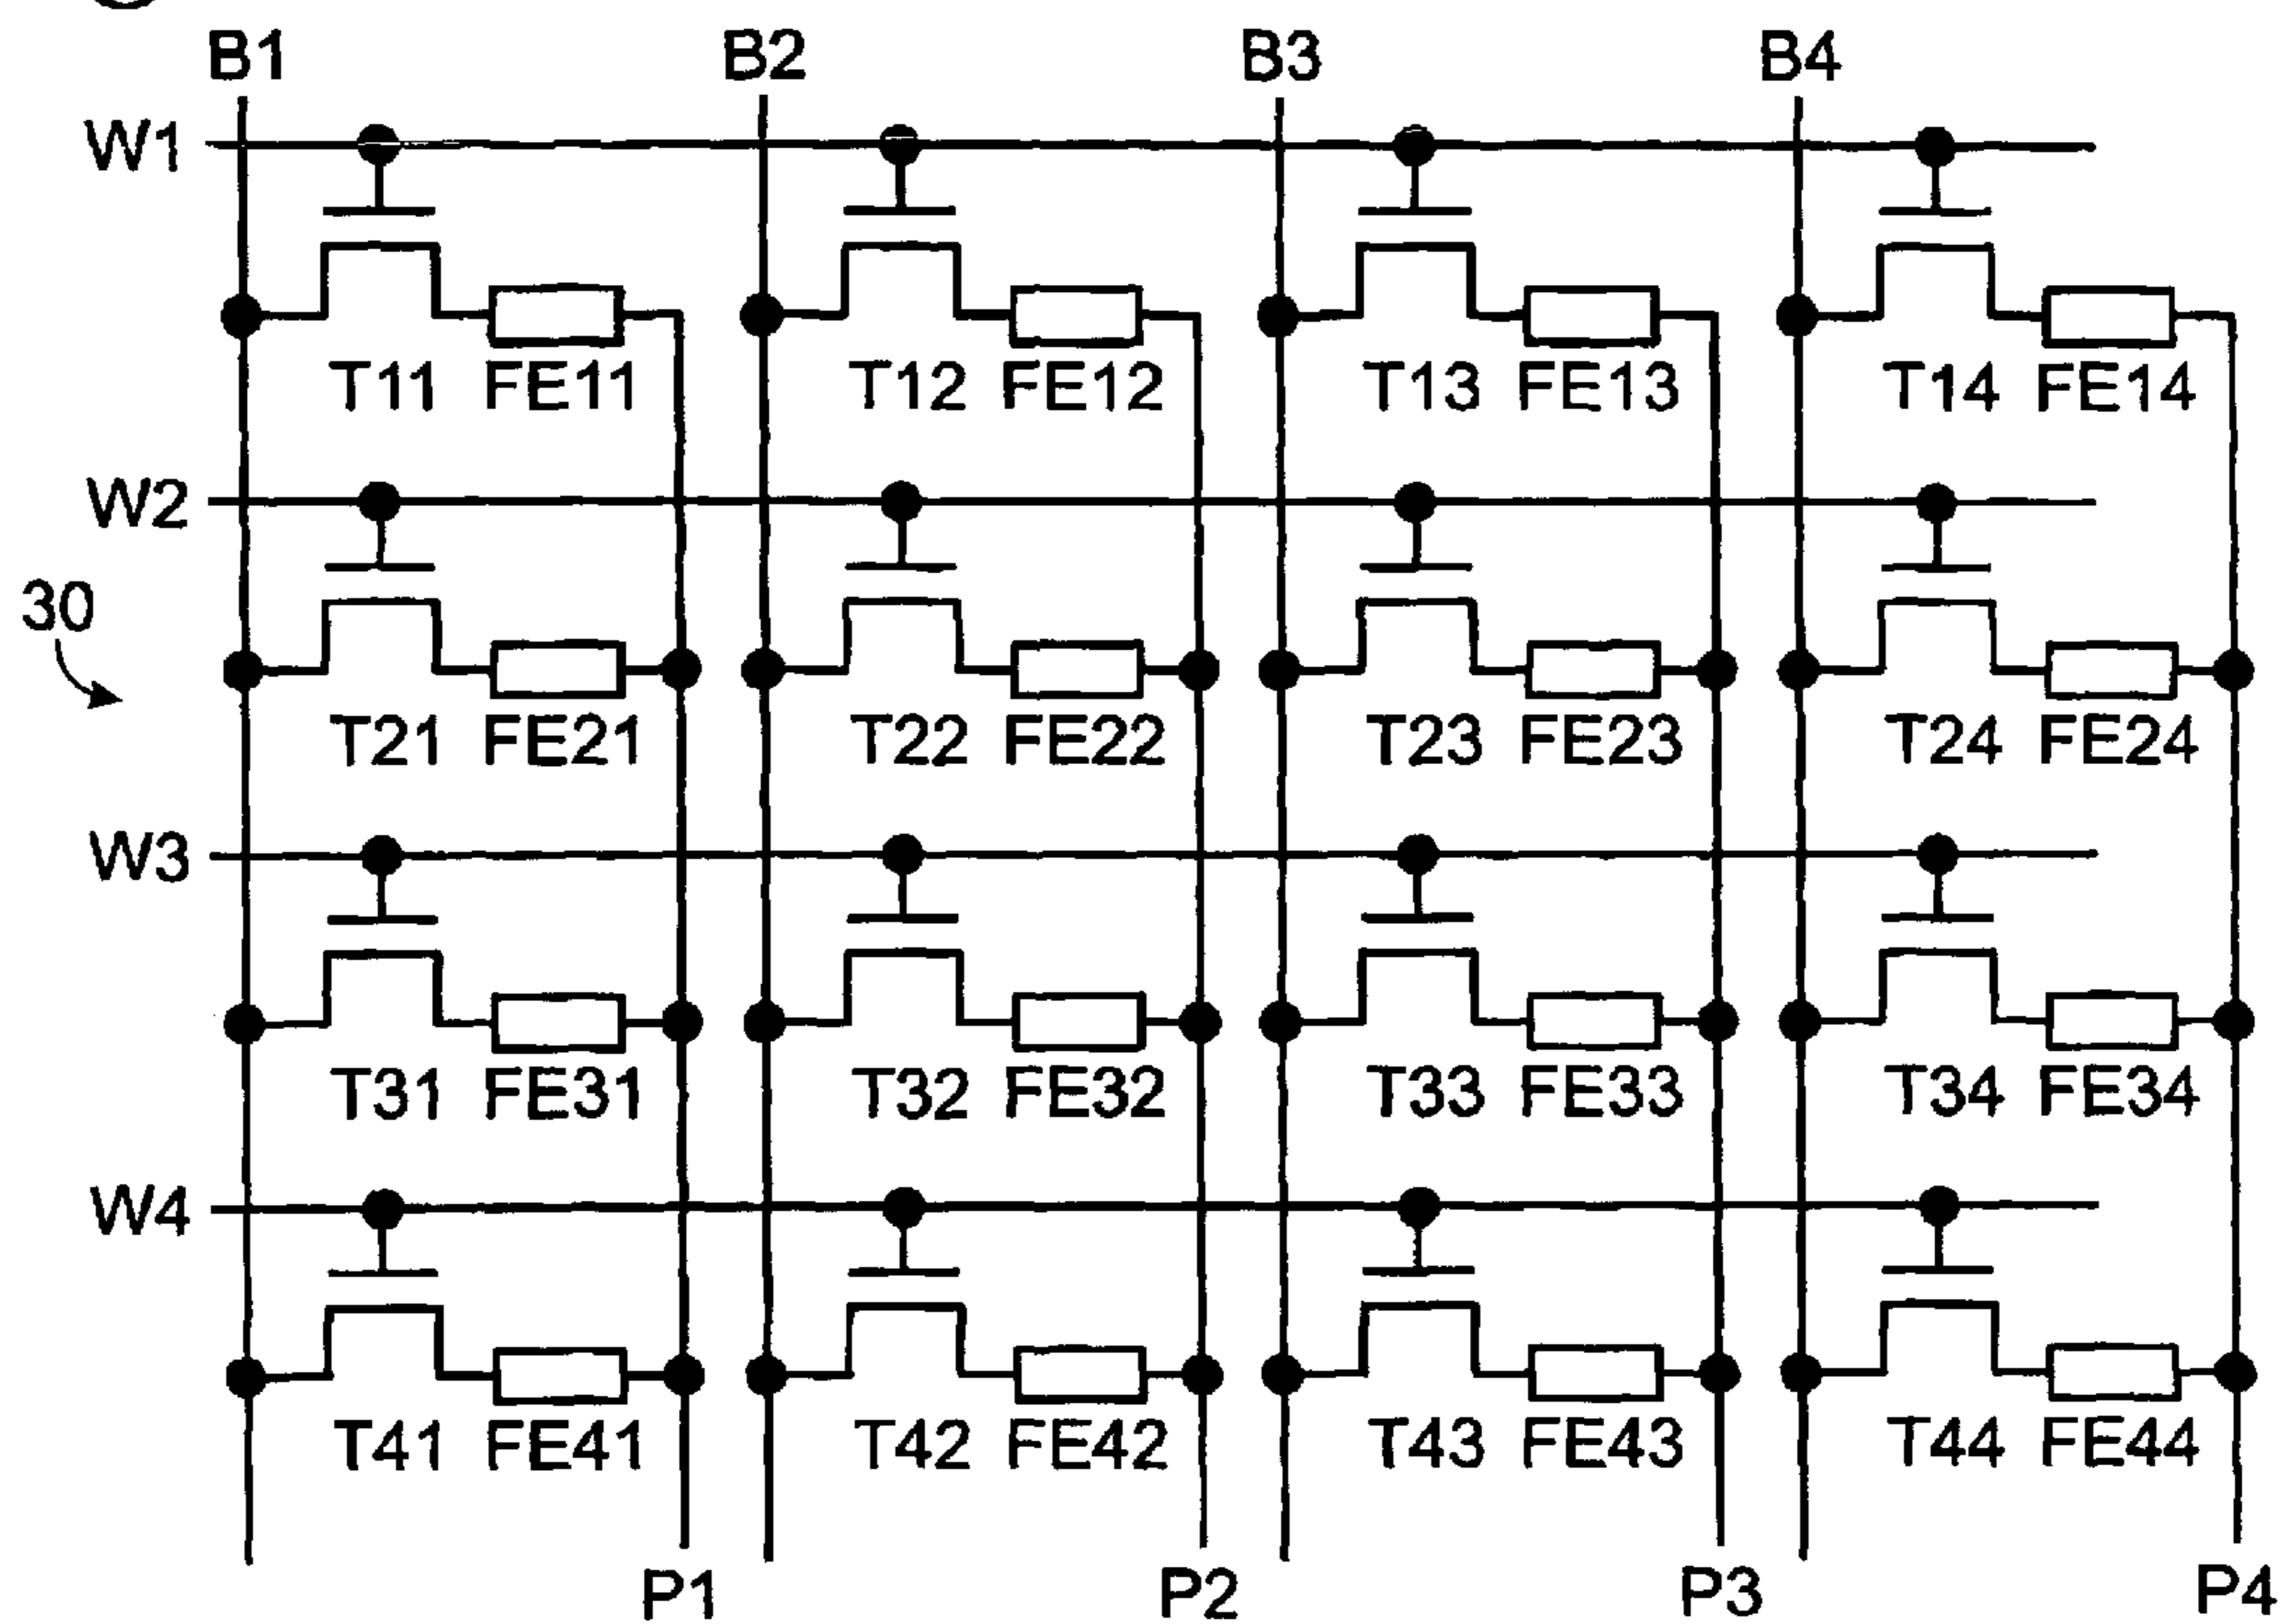 B1 B2 B3 B4
W1
T11 FE11 T12 FE12 T13 FE13 T14 FE14
W2
30
T21 FE21 T22 FE22 T23 FE23 T24 FE24
W3
T31 FE31 T32 FE32 T33 FE33 T34 FE34
W4
T41 FE41 T42 FE42 T43 FE43 T44 FE44
P1 P2 P3 P4